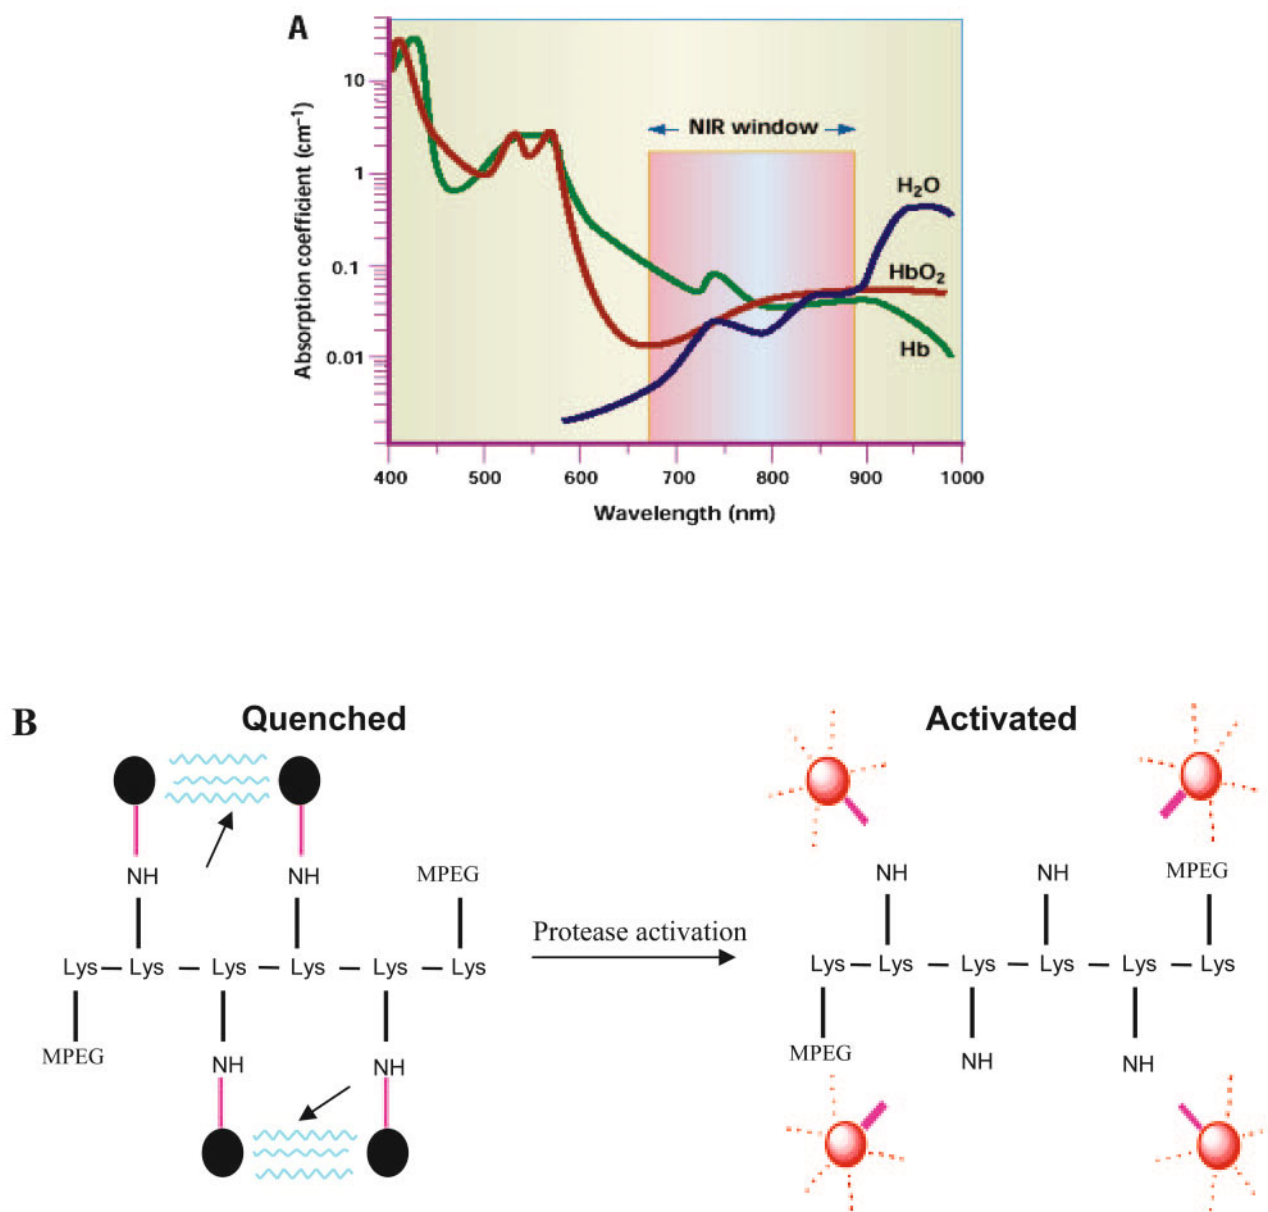 A
Absorption coefficient (cm⁻¹)
10
1
0.1
0.01
NIR window
H₂O
HbO₂
Hb
400 500 600 700 800 900 1000
Wavelength (nm)
B
Quenched
Activated
NH NH MPEG
NH NH MPEG
Protease activation
Lys Lys Lys Lys Lys Lys
Lys Lys Lys Lys Lys Lys
MPEG NH NH
MPEG NH NH